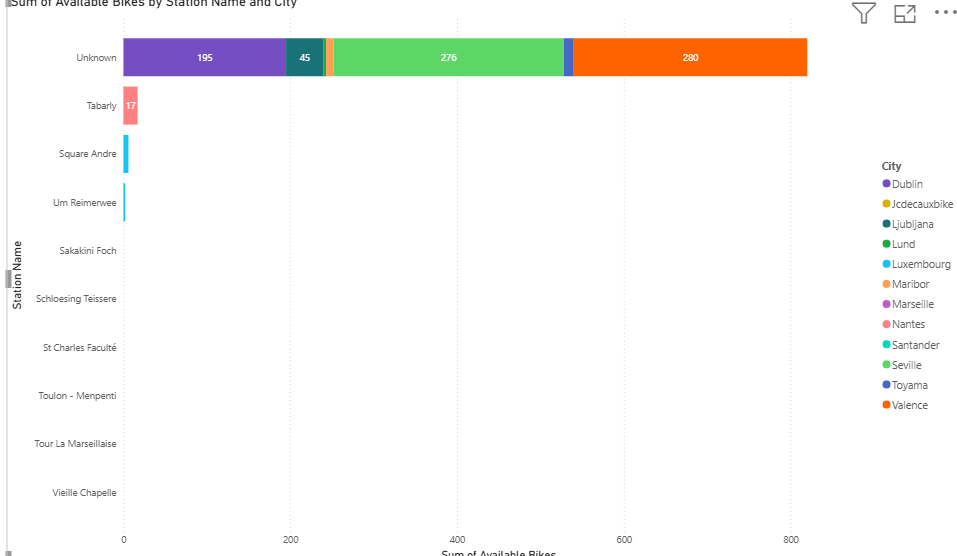 Sum of Available Bikes by Station Name and City
Unknown
195
45
276
280
Tabarly
17
Square Andre
Um Reimerwee
Sakakini Foch
Schloesing Teissere
St Charles Faculté
Toulon - Menpenti
Tour La Marseillaise
Vieille Chapelle
Station Name
0
200
400
600
800
Sum of Available Bikes
City
Dublin
Jcdecauxbike
Ljubljana
Lund
Luxembourg
Maribor
Marseille
Nantes
Santander
Seville
Toyama
Valence